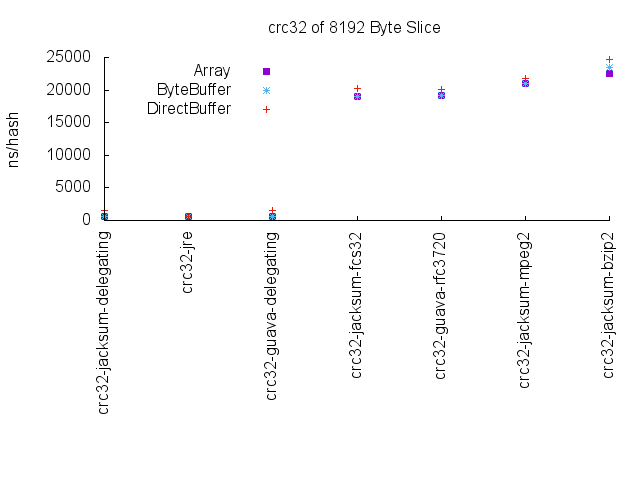 crc32 of 8192 Byte Slice
ns/hash
25000
20000
15000
10000
5000
0
Array
ByteBuffer
DirectBuffer
crc32-jacksum-delegating
crc32-jre
crc32-guava-delegating
crc32-jacksum-fcs32
crc32-guava-rfc3720
crc32-jacksum-mpeg2
crc32-jacksum-bzip2